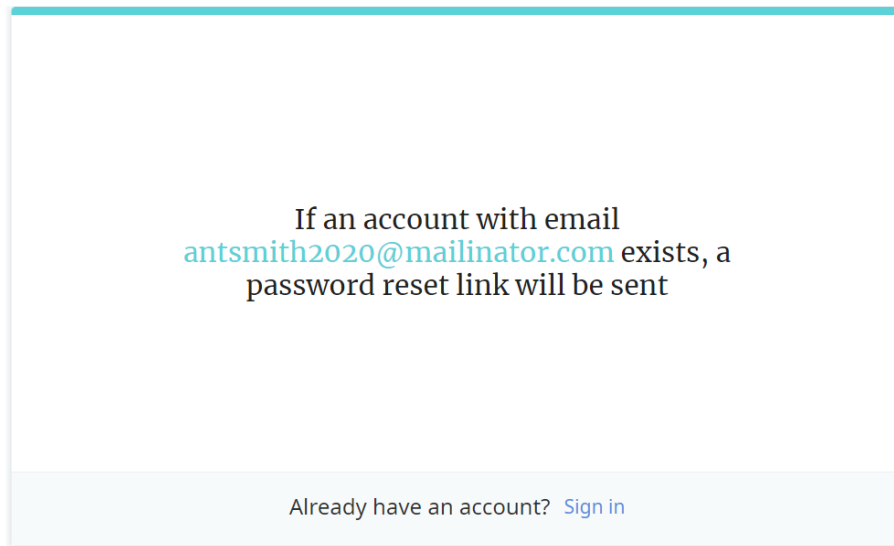 If an account with email
antsmith2020@mailinator.com exists, a
password reset link will be sent
Already have an account? Sign in